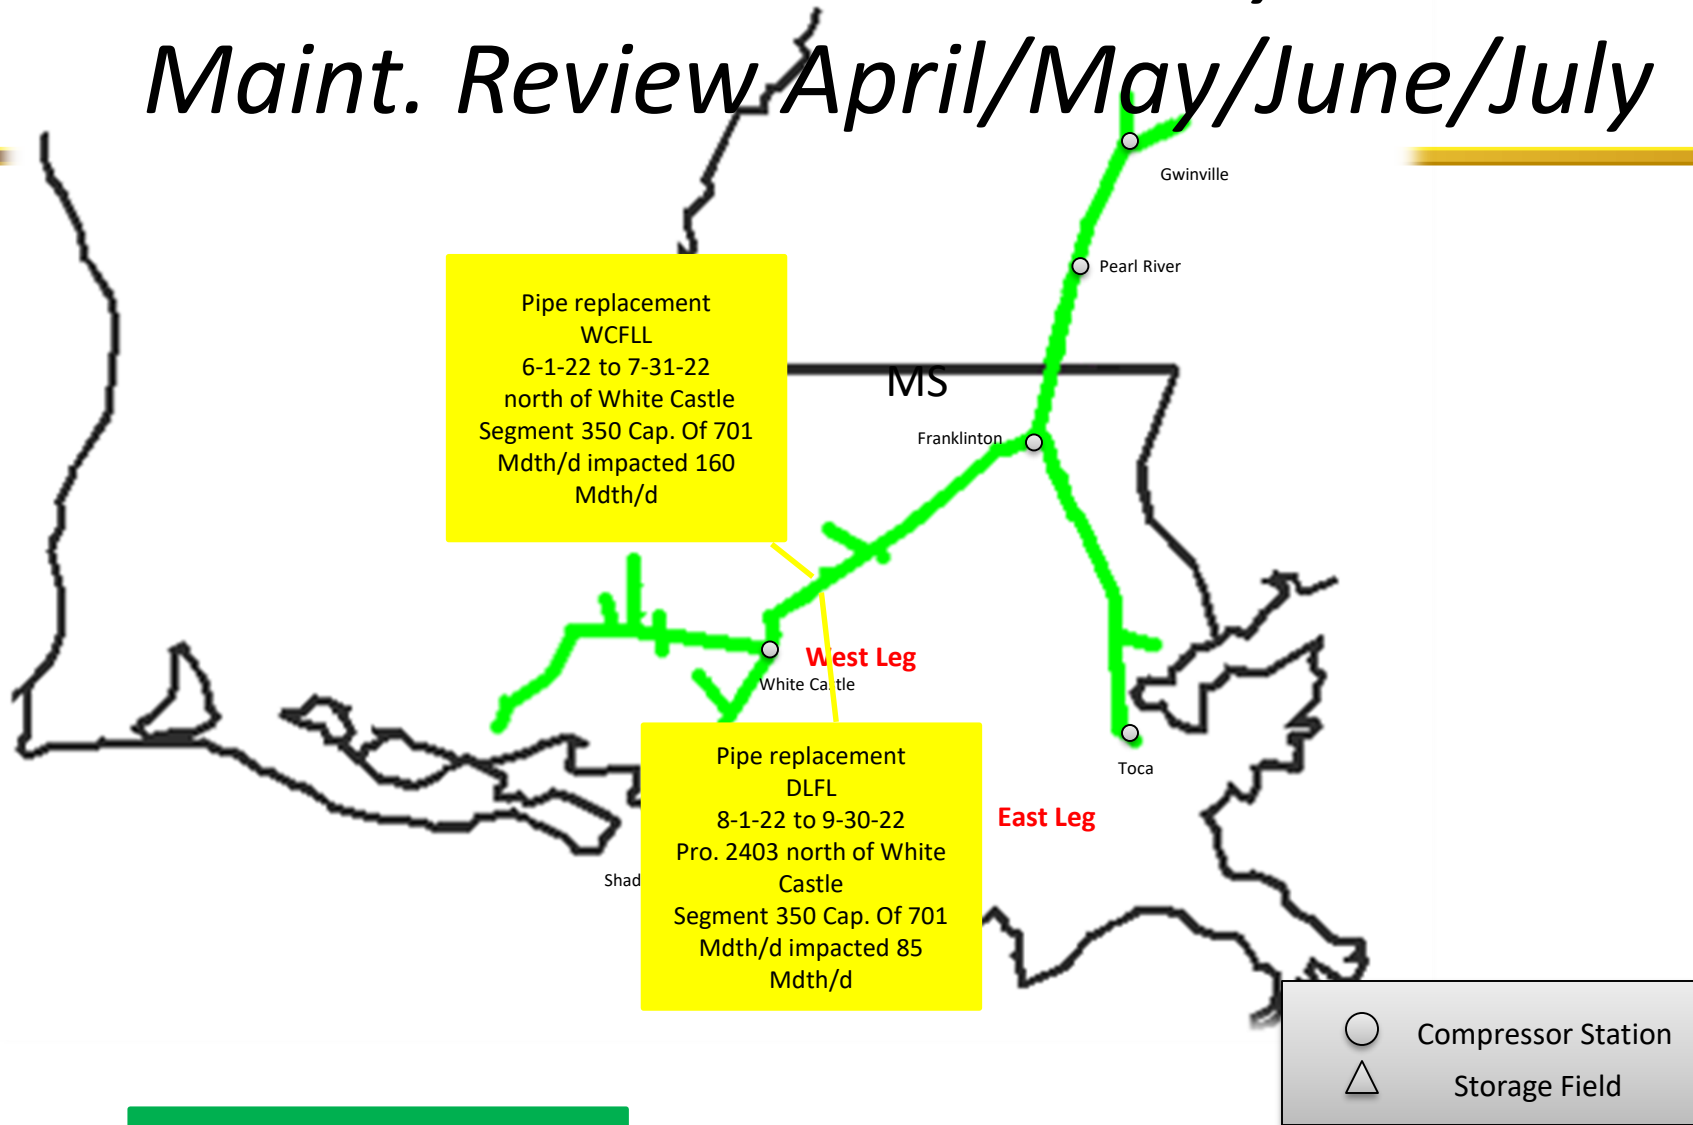 Maint. Review April/May/June/July
Gwinville
Pearl River
Pipe replacement
WCFLL
6-1-22 to 7-31-22
north of White Castle
Segment 350 Cap. Of 701
Mdth/d impacted 160
Mdth/d
MS
Franklinton
West Leg
White Castle
Toca
Pipe replacement
DLFL
8-1-22 to 9-30-22
Pro. 2403 north of White
Castle
Segment 350 Cap. Of 701
Mdth/d impacted 85
Mdth/d
East Leg
Shad
Compressor Station
Storage Field